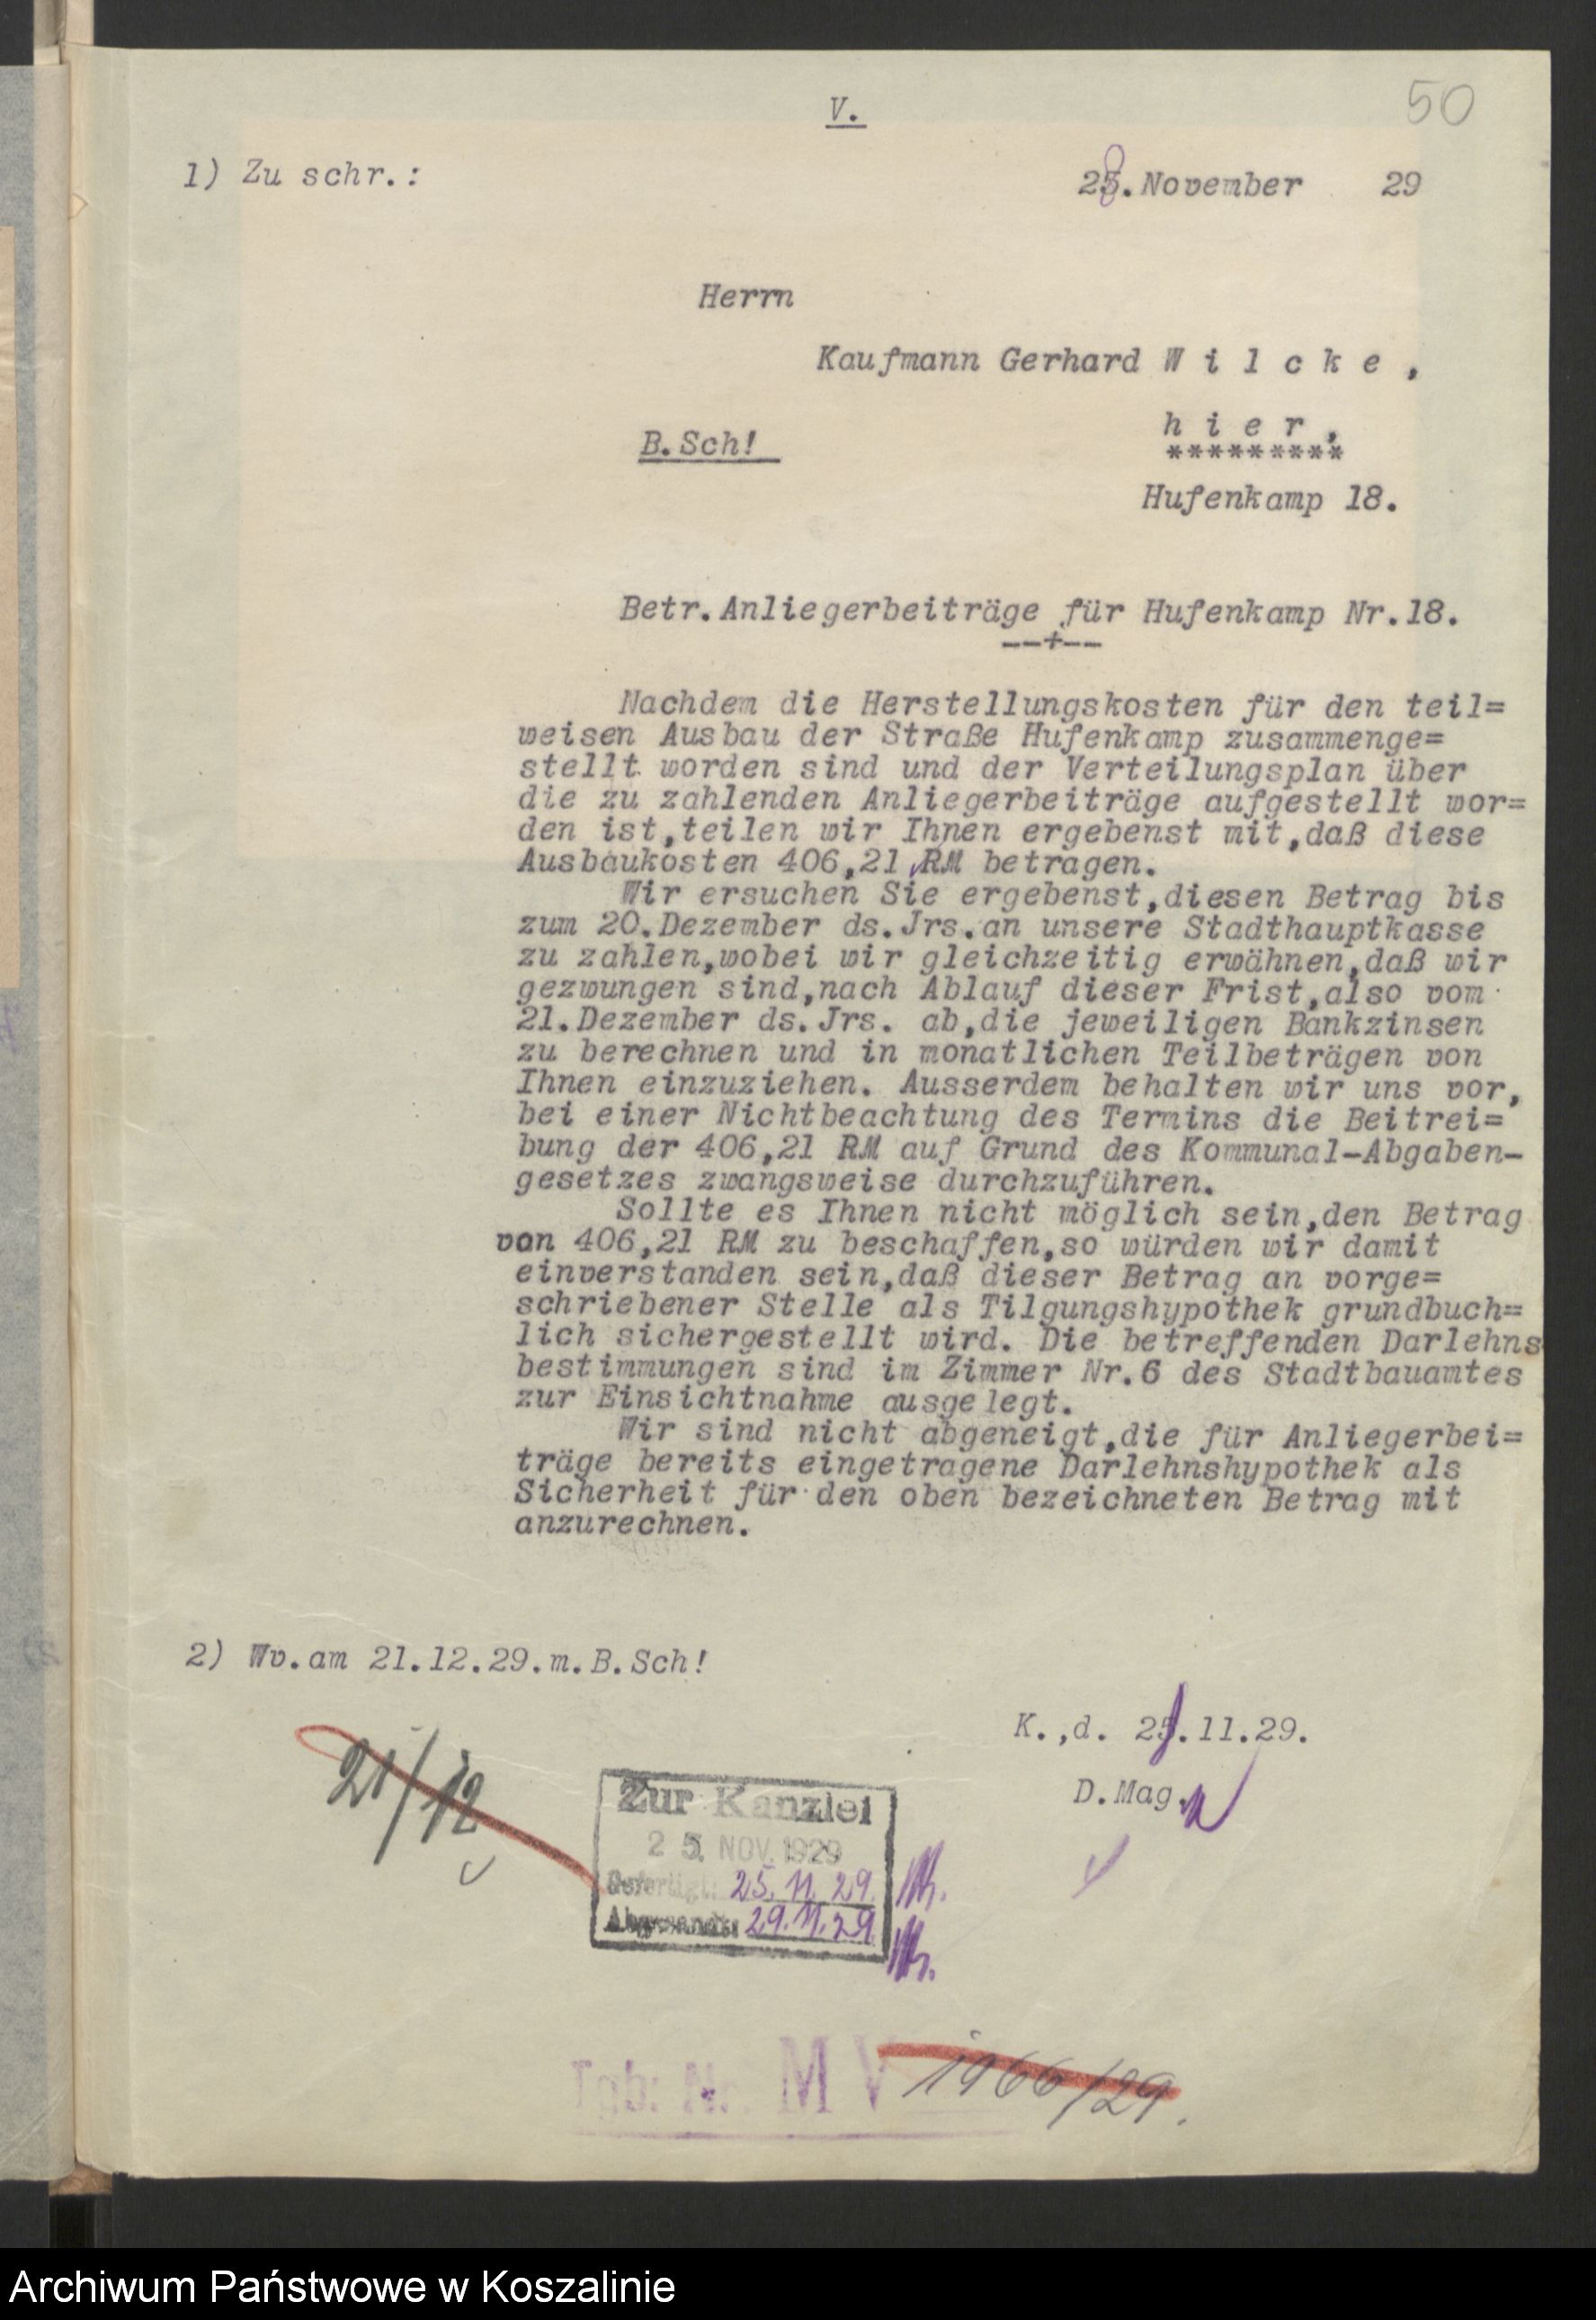 50
V.
1) Zu schr.:
28. November 29
Herrn
Kaufmann Gerhard W i l c k e ,
h i e r ,
*********
B.Sch!
Hufenkamp 18.
Betr.Anliegerbeiträge für Hufenkamp Nr.18.
--+--
Nachdem die Herstellungskosten für den teil=
weisen Ausbau der Straße Hufenkamp zusammenge=
stellt worden sind und der Verteilungsplan über
die zu zahlenden Anliegerbeiträge aufgestellt wor=
den ist,teilen wir Ihnen ergebenst mit,daß diese
Ausbaukosten 406,21 RM betragen.
Wir ersuchen Sie ergebenst,diesen Betrag bis
zum 20.Dezember ds.Jrs.an unsere Stadthauptkasse
zu zahlen,wobei wir gleichzeitig erwähnen,daß wir
gezwungen sind,nach Ablauf dieser Frist,also vom
21.Dezember ds.Jrs. ab,die jeweiligen Bankzinsen
zu berechnen und in monatlichen Teilbeträgen von
Ihnen einzuziehen. Ausserdem behalten wir uns vor,
bei einer Nichtbeachtung des Termins die Beitrei=
bung der 406,21 RM auf Grund des Kommunal-Abgaben-
gesetzes zwangsweise durchzuführen.
Sollte es Ihnen nicht möglich sein,den Betrag
von 406,21 RM zu beschaffen,so würden wir damit
einverstanden sein,daß dieser Betrag an vorge=
schriebener Stelle als Tilgungshypothek grundbuch=
lich sichergestellt wird. Die betreffenden Darlehns
bestimmungen sind im Zimmer Nr.6 des Stadtbauamtes
zur Einsichtnahme ausgelegt.
Wir sind nicht abgeneigt,die für Anliegerbei=
träge bereits eingetragene Darlehnshypothek als
Sicherheit für den oben bezeichneten Betrag mit
anzurechnen.
2) Wv.am 21.12.29.m.B.Sch!
K.,d. 25.11.29.
D.Mag.
21/12
Zur Kanzlei
25. NOV. 1929
Gefertigt: 25.11.29.
Abgesandt: 29.11.29.
Tgb: Nr. M V 1966/29.
Archiwum Państwowe w Koszalinie